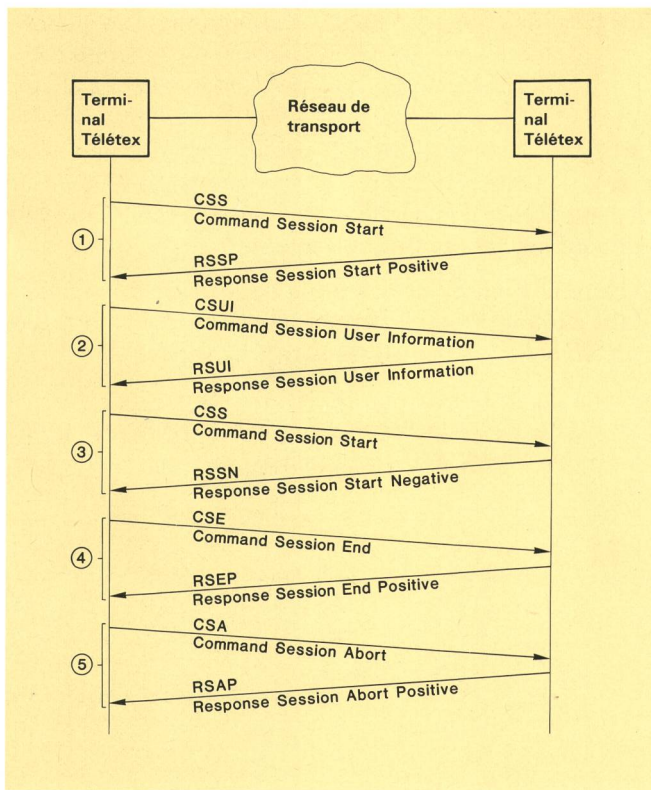 Termi-
nal
Télétex
Réseau de
transport
Termi-
nal
Télétex
1
CSS
Command Session Start
RSSP
Response Session Start Positive
2
CSUI
Command Session User Information
RSUI
Response Session User Information
3
CSS
Command Session Start
RSSN
Response Session Start Negative
4
CSE
Command Session End
RSEP
Response Session End Positive
5
CSA
Command Session Abort
RSAP
Response Session Abort Positive